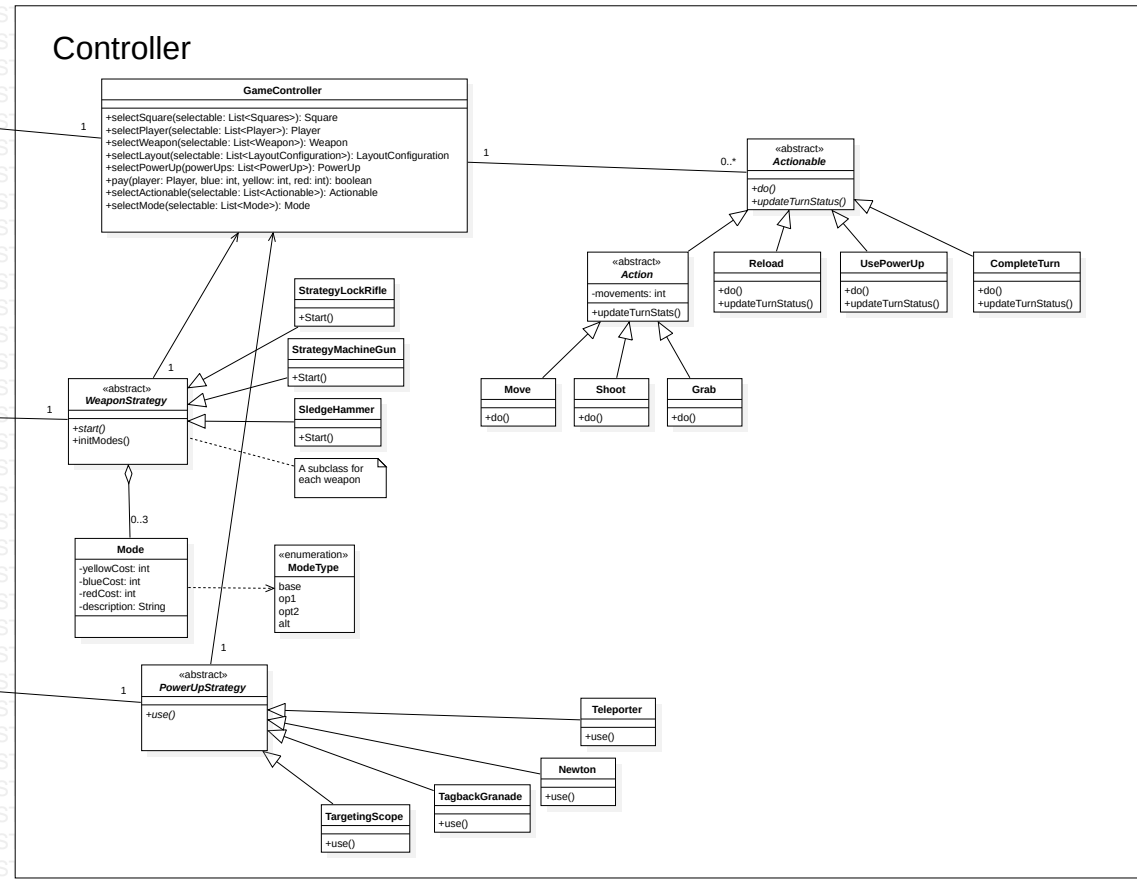 Controller
GameController
+selectSquare(selectable: List<Squares>): Square
+selectPlayer(selectable: List<Player>): Player
+selectWeapon(selectable: List<Weapon>): Weapon
+selectLayout(selectable: List<LayoutConfiguration>): LayoutConfiguration
+selectPowerUp(powerUps: List<PowerUp>): PowerUp
+pay(player: Player, blue: int, yellow: int, red: int): boolean
+selectActionable(selectable: List<Actionable>): Actionable
+selectMode(selectable: List<Mode>): Mode
1
1
0..*
«abstract»
Actionable
+do()
+updateTurnStatus()
«abstract»
Action
-movements: int
+updateTurnStats()
Reload
+do()
+updateTurnStatus()
UsePowerUp
+do()
+updateTurnStatus()
CompleteTurn
+do()
+updateTurnStatus()
Move
+do()
Shoot
+do()
Grab
+do()
StrategyLockRifle
+Start()
StrategyMachineGun
+Start()
SledgeHammer
+Start()
A subclass for
each weapon
1
1
«abstract»
WeaponStrategy
+start()
+initModes()
0..3
Mode
-yellowCost: int
-blueCost: int
-redCost: int
-description: String
«enumeration»
ModeType
base
op1
opt2
alt
1
1
«abstract»
PowerUpStrategy
+use()
Teleporter
+use()
Newton
+use()
TagbackGranade
+use()
TargetingScope
+use()